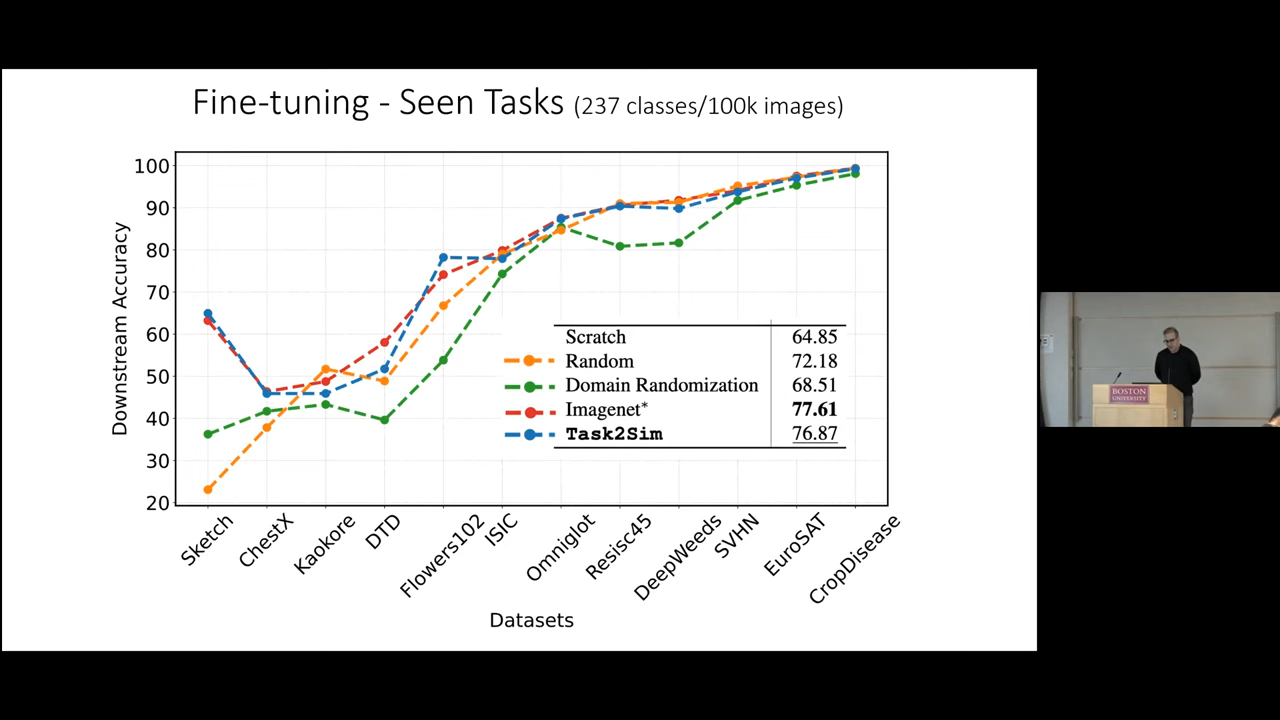 Fine-tuning - Seen Tasks (237 classes/100k images)
Downstream Accuracy
100
90
80
70
60
50
40
30
20
Scratch 64.85
Random 72.18
Domain Randomization 68.51
Imagenet* 77.61
Task2Sim 76.87
Sketch
ChestX
Kaokore
DTD
Flowers102
ISIC
Omniglot
Resisc45
DeepWeeds
SVHN
EuroSAT
CropDisease
Datasets
BOSTON
UNIVERSITY